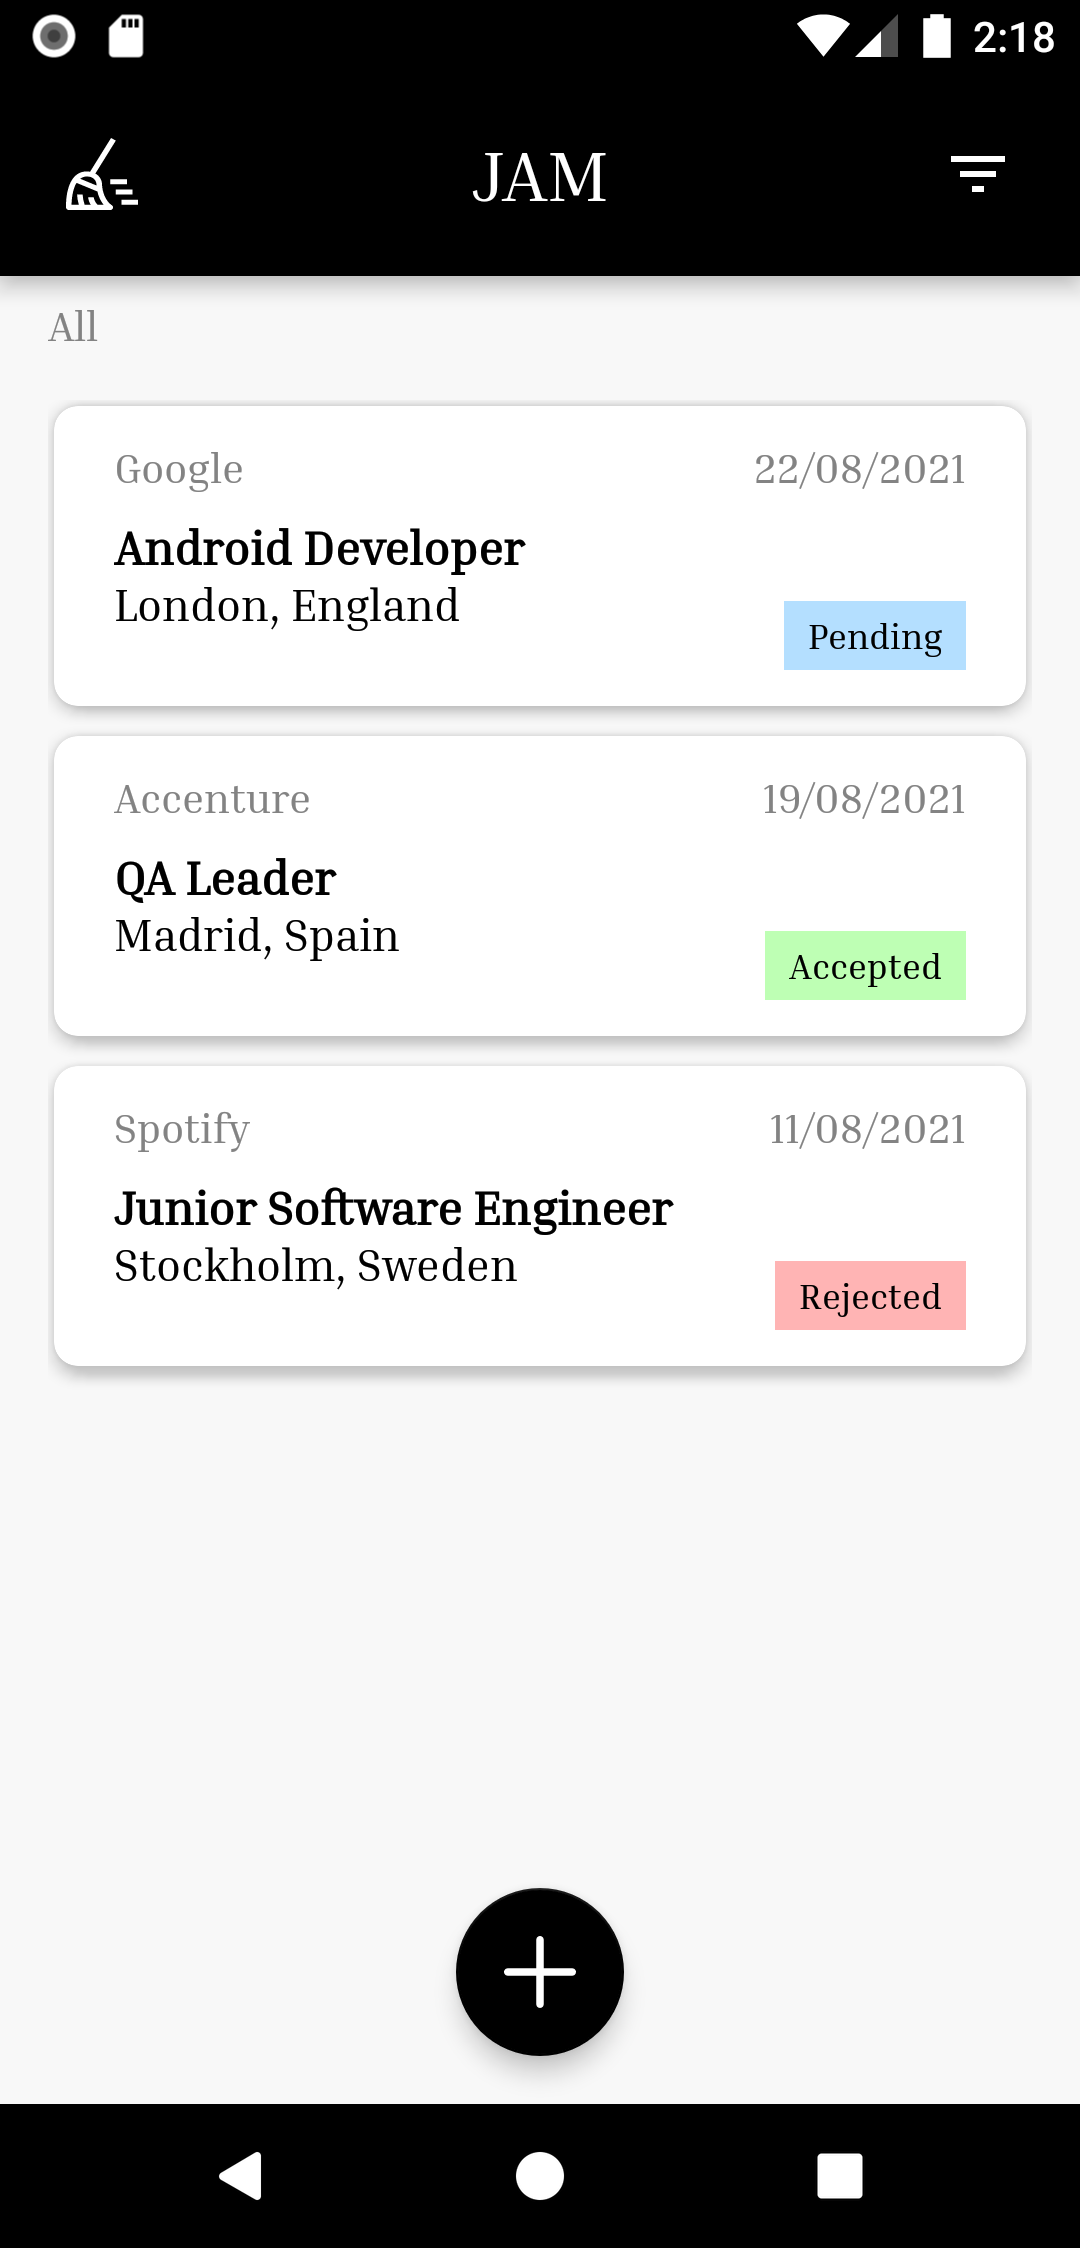 2:18
JAM
All
Google 22/08/2021
Android Developer
London, England
Pending
Accenture 19/08/2021
QA Leader
Madrid, Spain
Accepted
Spotify 11/08/2021
Junior Software Engineer
Stockholm, Sweden
Rejected